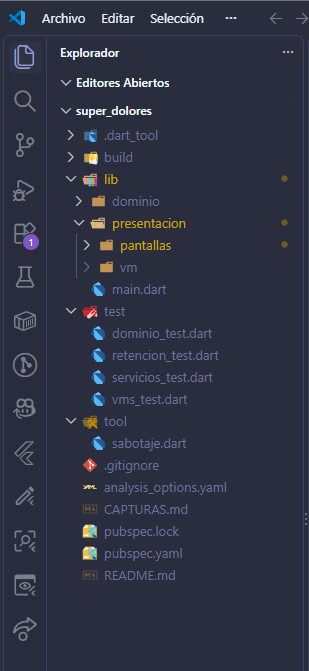 Archivo Editar Selección ···
Explorador ···
Editores Abiertos
super_dolores
.dart_tool
build
lib
dominio
presentacion
pantallas
vm
main.dart
1
test
dominio_test.dart
retencion_test.dart
servicios_test.dart
vms_test.dart
tool
sabotaje.dart
.gitignore
analysis_options.yaml
CAPTURAS.md
pubspec.lock
pubspec.yaml
README.md